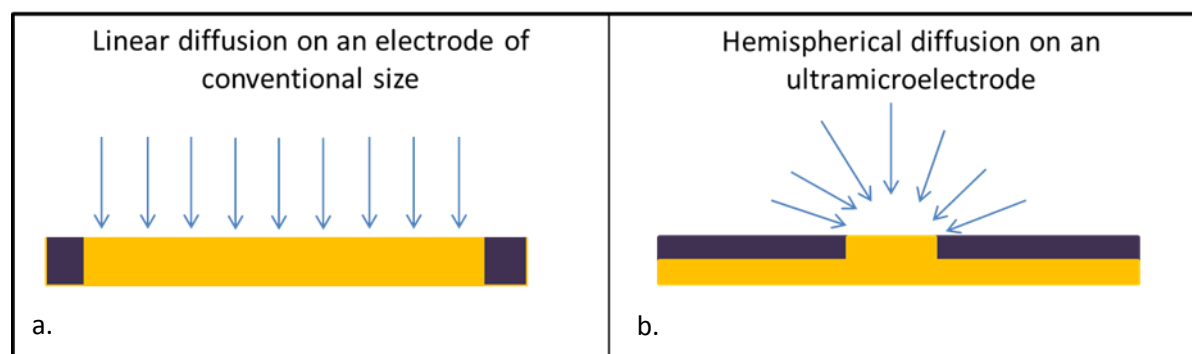 Linear diffusion on an electrode of
conventional size
a.
Hemispherical diffusion on an
ultramicroelectrode
b.